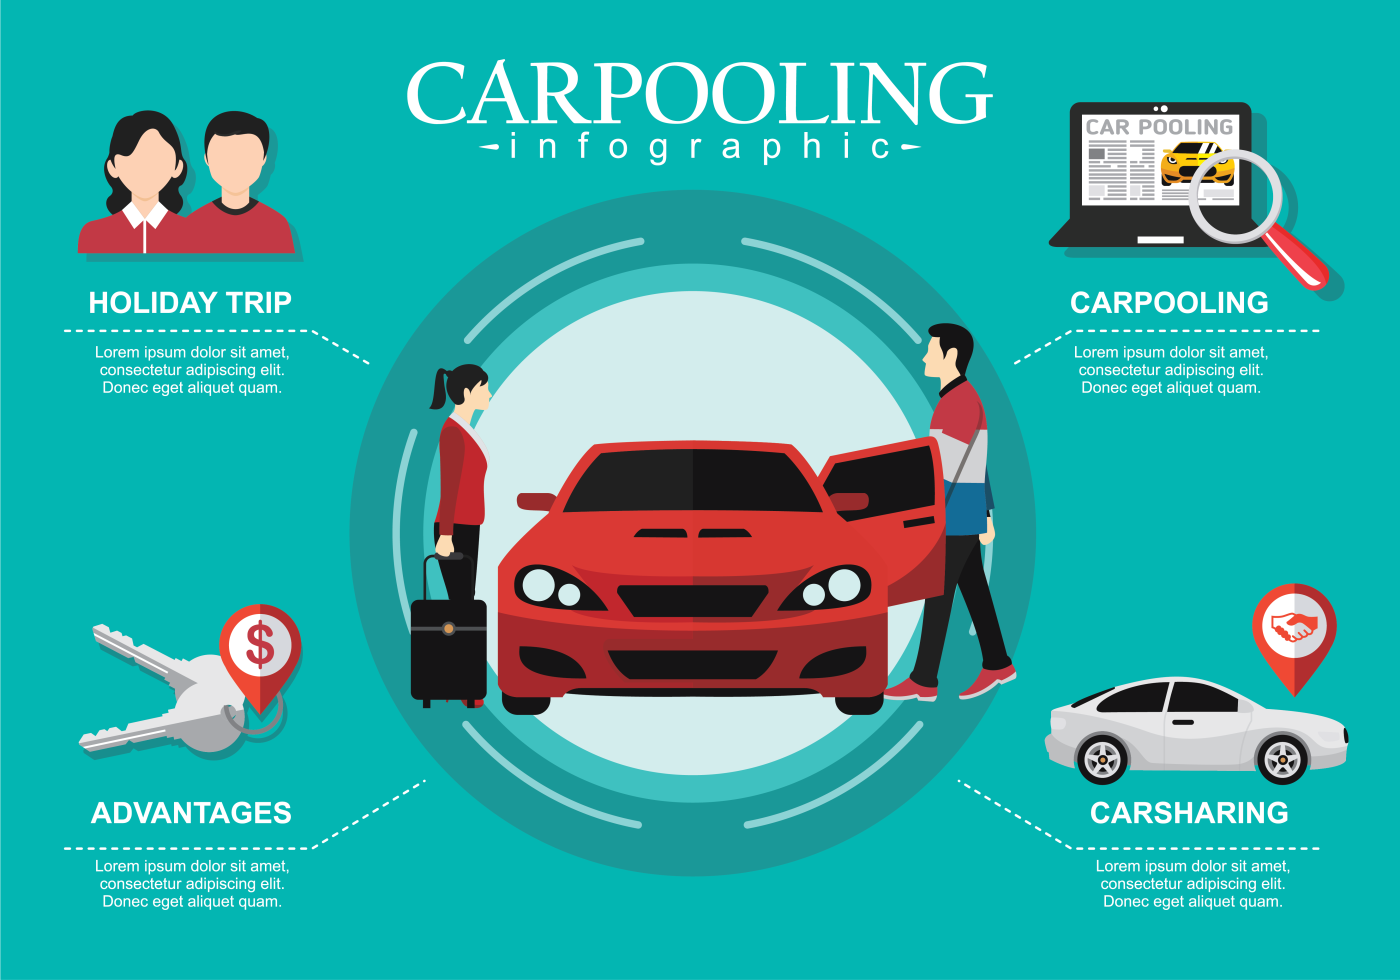 CARPOOLING
infographic
HOLIDAY TRIP
Lorem ipsum dolor sit amet,
consectetur adipiscing elit.
Donec eget aliquet quam.
CAR POOLING
CARPOOLING
Lorem ipsum dolor sit amet,
consectetur adipiscing elit.
Donec eget aliquet quam.
$
ADVANTAGES
Lorem ipsum dolor sit amet,
consectetur adipiscing elit.
Donec eget aliquet quam.
CARSHARING
Lorem ipsum dolor sit amet,
consectetur adipiscing elit.
Donec eget aliquet quam.